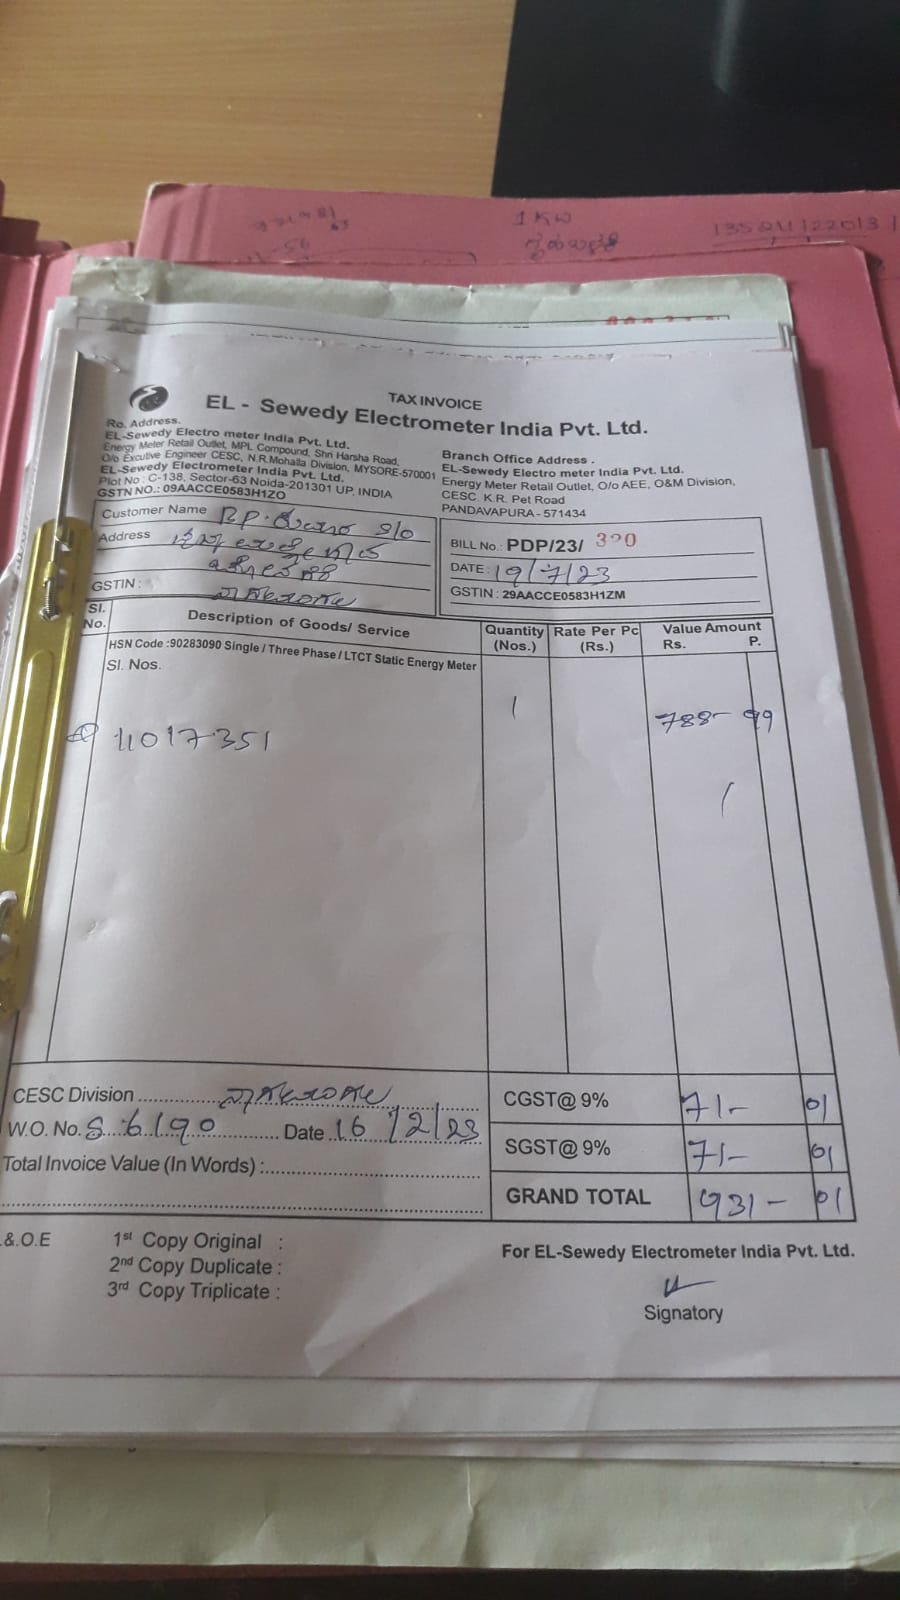 1 KW
TAX INVOICE
EL - Sewedy Electrometer India Pvt. Ltd.
Ro. Address.
EL-Sewedy Electro meter India Pvt. Ltd.
Energy Meter Retail Outlet, MPL Compound, Shri Harsha Road,
O/o Excutive Engineer CESC, N.R.Mohalla Division, MYSORE-570001
EL-Sewedy Electrometer India Pvt. Ltd.
Plot No : C-138, Sector-63 Noida-201301 UP. INDIA
GSTN NO.: 09AACCE0583H1ZO
Branch Office Address .
EL-Sewedy Electro meter India Pvt. Ltd.
Energy Meter Retail Outlet, O/o AEE, O&M Division,
CESC. K.R. Pet Road
PANDAVAPURA - 571434
Customer Name S/o
Address
GSTIN :
BILL No.: PDP/23/ 320
DATE : 19/7/23
GSTIN : 29AACCE0583H1ZM
Sl. No. Description of Goods/ Service Quantity (Nos.) Rate Per Pc (Rs.) Value Amount Rs. P.
HSN Code :90283090 Single / Three Phase / LTCT Static Energy Meter
Sl. Nos.
1 788- 99
11017351
CESC Division
CGST@ 9% 71- 01
W.O. No. S 6190 Date 16/2/23
SGST@ 9% 71- 01
Total Invoice Value (In Words) :
GRAND TOTAL 931- 01
.&.O.E
1st Copy Original :
2nd Copy Duplicate :
3rd Copy Triplicate :
For EL-Sewedy Electrometer India Pvt. Ltd.
Signatory